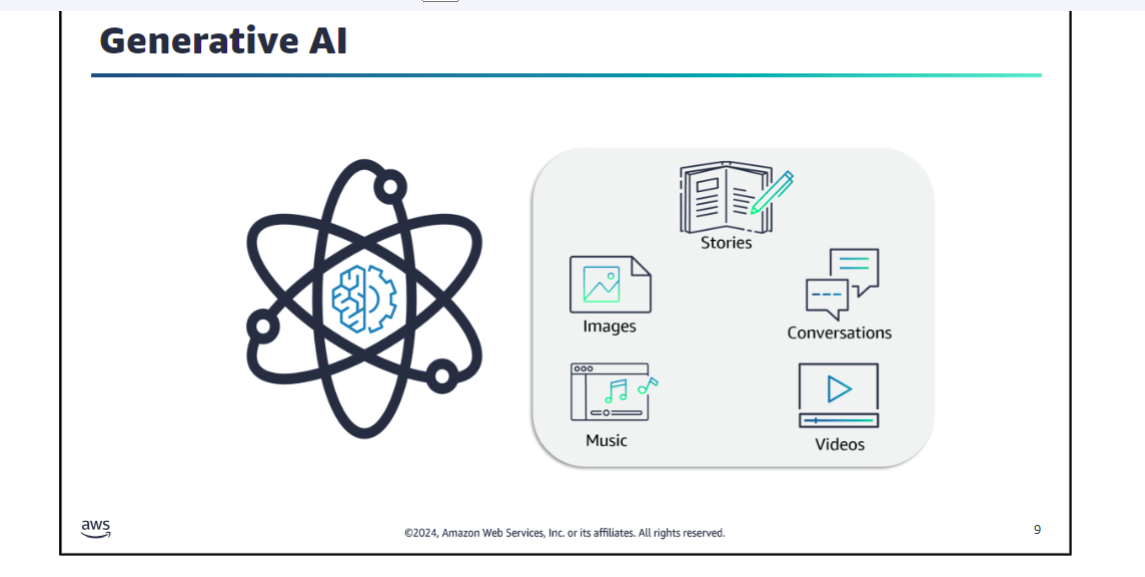 Generative AI
Stories
Images
Conversations
Music
Videos
aws
©2024, Amazon Web Services, Inc. or its affiliates. All rights reserved.
9